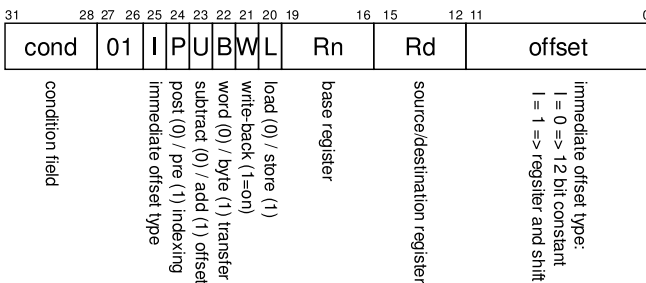 31 28 27 26 25 24 23 22 21 20 19 16 15 12 11 0
cond 01 I P U B W L Rn Rd offset
condition field
immediate offset type
post (0) / pre (1) indexing
subtract (0) / add (1) offset
word (0) / byte (1) transfer
write-back (1=on)
load (0) / store (1)
base register
source/destination register
immediate offset type:
I = 0 => 12 bit constant
I = 1 => regsiter and shift